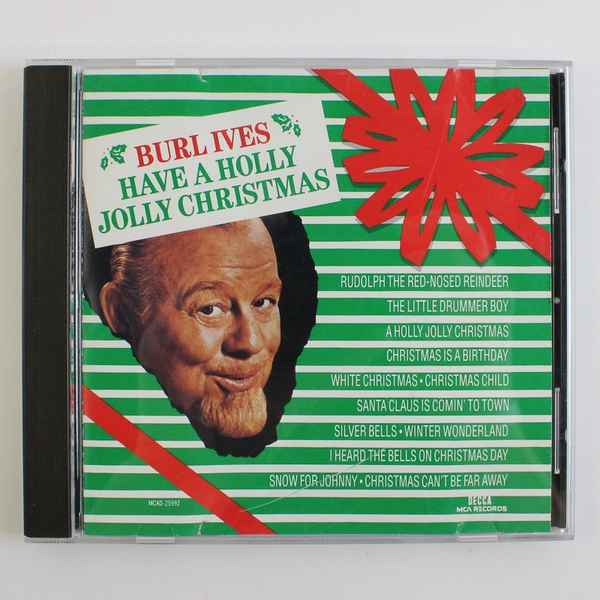 BURL IVES
HAVE A HOLLY
JOLLY CHRISTMAS
RUDOLPH THE RED-NOSED REINDEER
THE LITTLE DRUMMER BOY
A HOLLY JOLLY CHRISTMAS
CHRISTMAS IS A BIRTHDAY
WHITE CHRISTMAS • CHRISTMAS CHILD
SANTA CLAUS IS COMIN' TO TOWN
SILVER BELLS • WINTER WONDERLAND
I HEARD THE BELLS ON CHRISTMAS DAY
SNOW FOR JOHNNY • CHRISTMAS CAN'T BE FAR AWAY
MCAD-25992
DECCA
MCA RECORDS